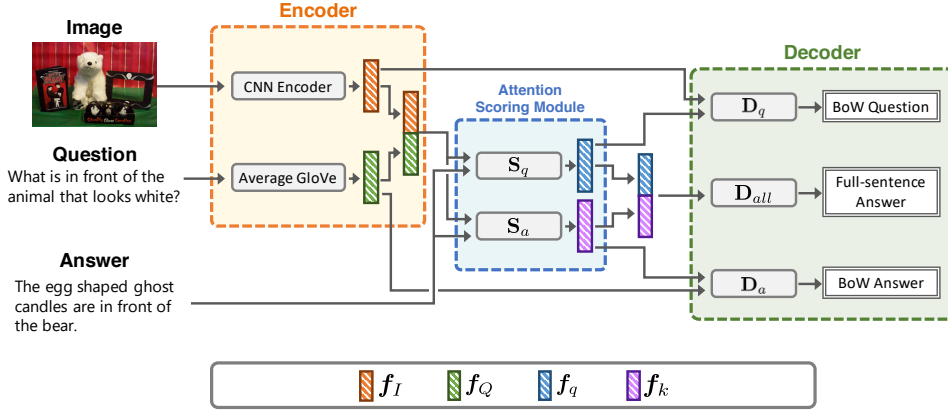 Encoder
Image
Decoder
CNN Encoder
Attention
Scoring Module
D_q
BoW Question
Question
What is in front of the
animal that looks white?
Average GloVe
S_q
D_all
Full-sentence
Answer
S_a
Answer
The egg shaped ghost
candles are in front of
the bear.
D_a
BoW Answer
f_I
f_Q
f_q
f_k